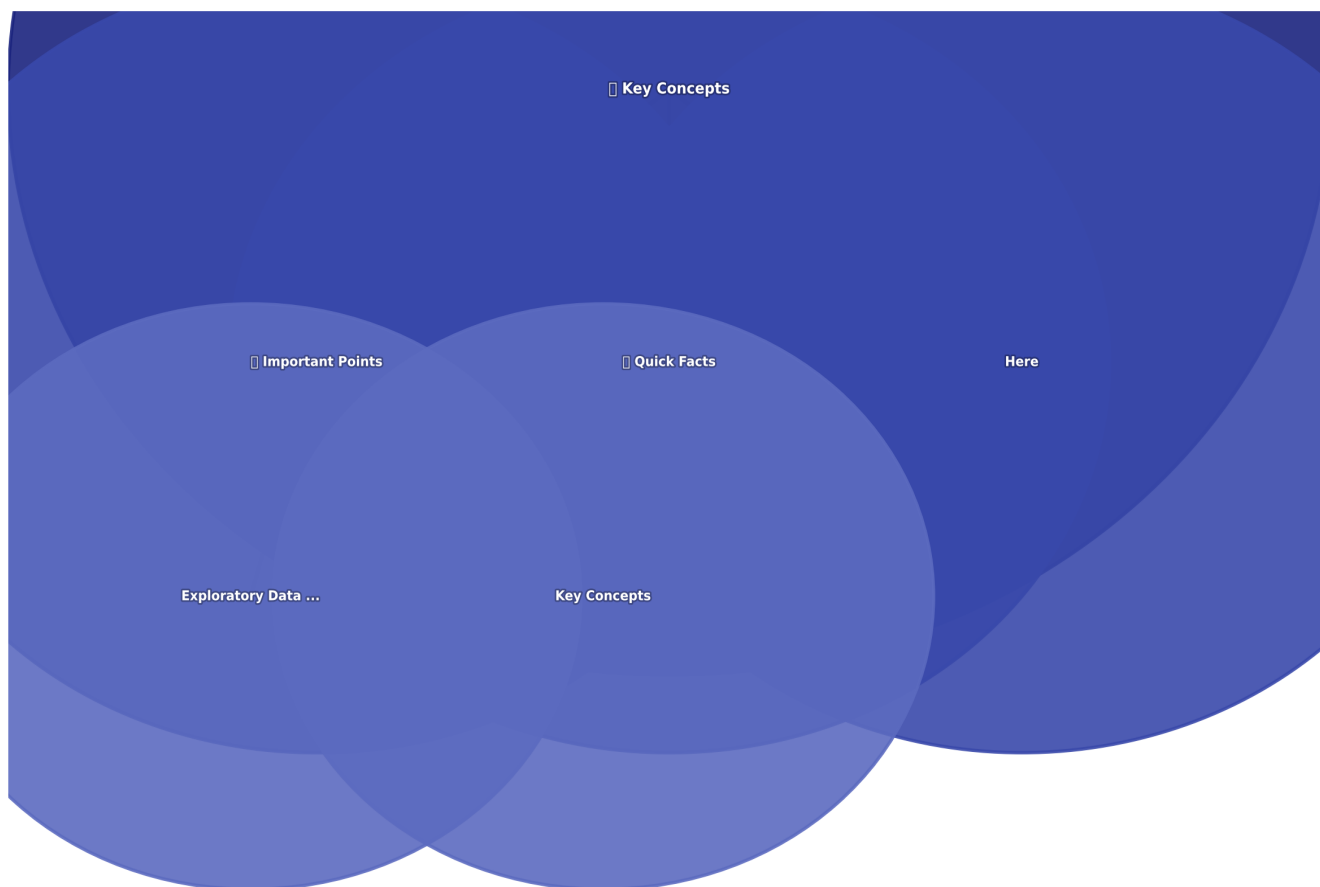 Key Concepts
Important Points
Quick Facts
Here
Exploratory Data ...
Key Concepts